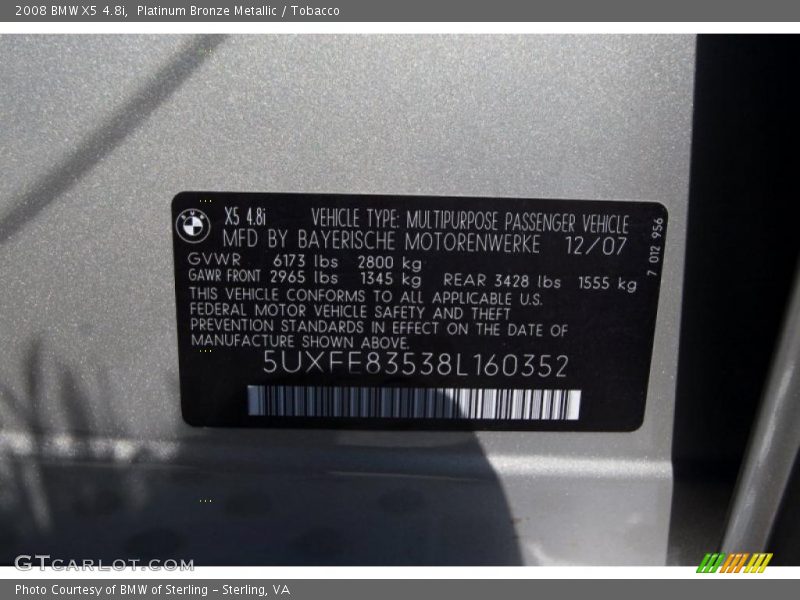 2008 BMW X5 4.8i, Platinum Bronze Metallic / Tobacco
BMW
X5 4.8i VEHICLE TYPE: MULTIPURPOSE PASSENGER VEHICLE
MFD BY BAYERISCHE MOTORENWERKE 12/07
GVWR 6173 lbs 2800 kg
GAWR FRONT 2965 lbs 1345 kg REAR 3428 lbs 1555 kg
THIS VEHICLE CONFORMS TO ALL APPLICABLE U.S.
FEDERAL MOTOR VEHICLE SAFETY AND THEFT
PREVENTION STANDARDS IN EFFECT ON THE DATE OF
MANUFACTURE SHOWN ABOVE.
5UXFE83538L160352
7 012 956
GTCARLOT.COM
Photo Courtesy of BMW of Sterling - Sterling, VA